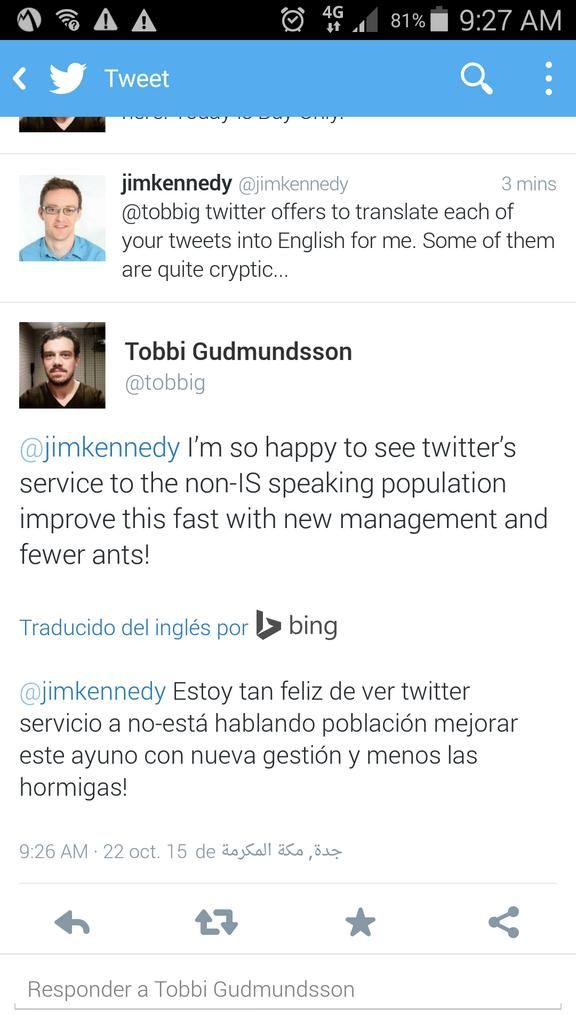 4G 81% 9:27 AM
Tweet
jimkennedy @jimkennedy 3 mins
@tobbig twitter offers to translate each of
your tweets into English for me. Some of them
are quite cryptic...
Tobbi Gudmundsson
@tobbig
@jimkennedy I'm so happy to see twitter's
service to the non-IS speaking population
improve this fast with new management and
fewer ants!
Traducido del inglés por bing
@jimkennedy Estoy tan feliz de ver twitter
servicio a no-está hablando población mejorar
este ayuno con nueva gestión y menos las
hormigas!
9:26 AM · 22 oct. 15 de جدة, مكة المكرمة
Responder a Tobbi Gudmundsson